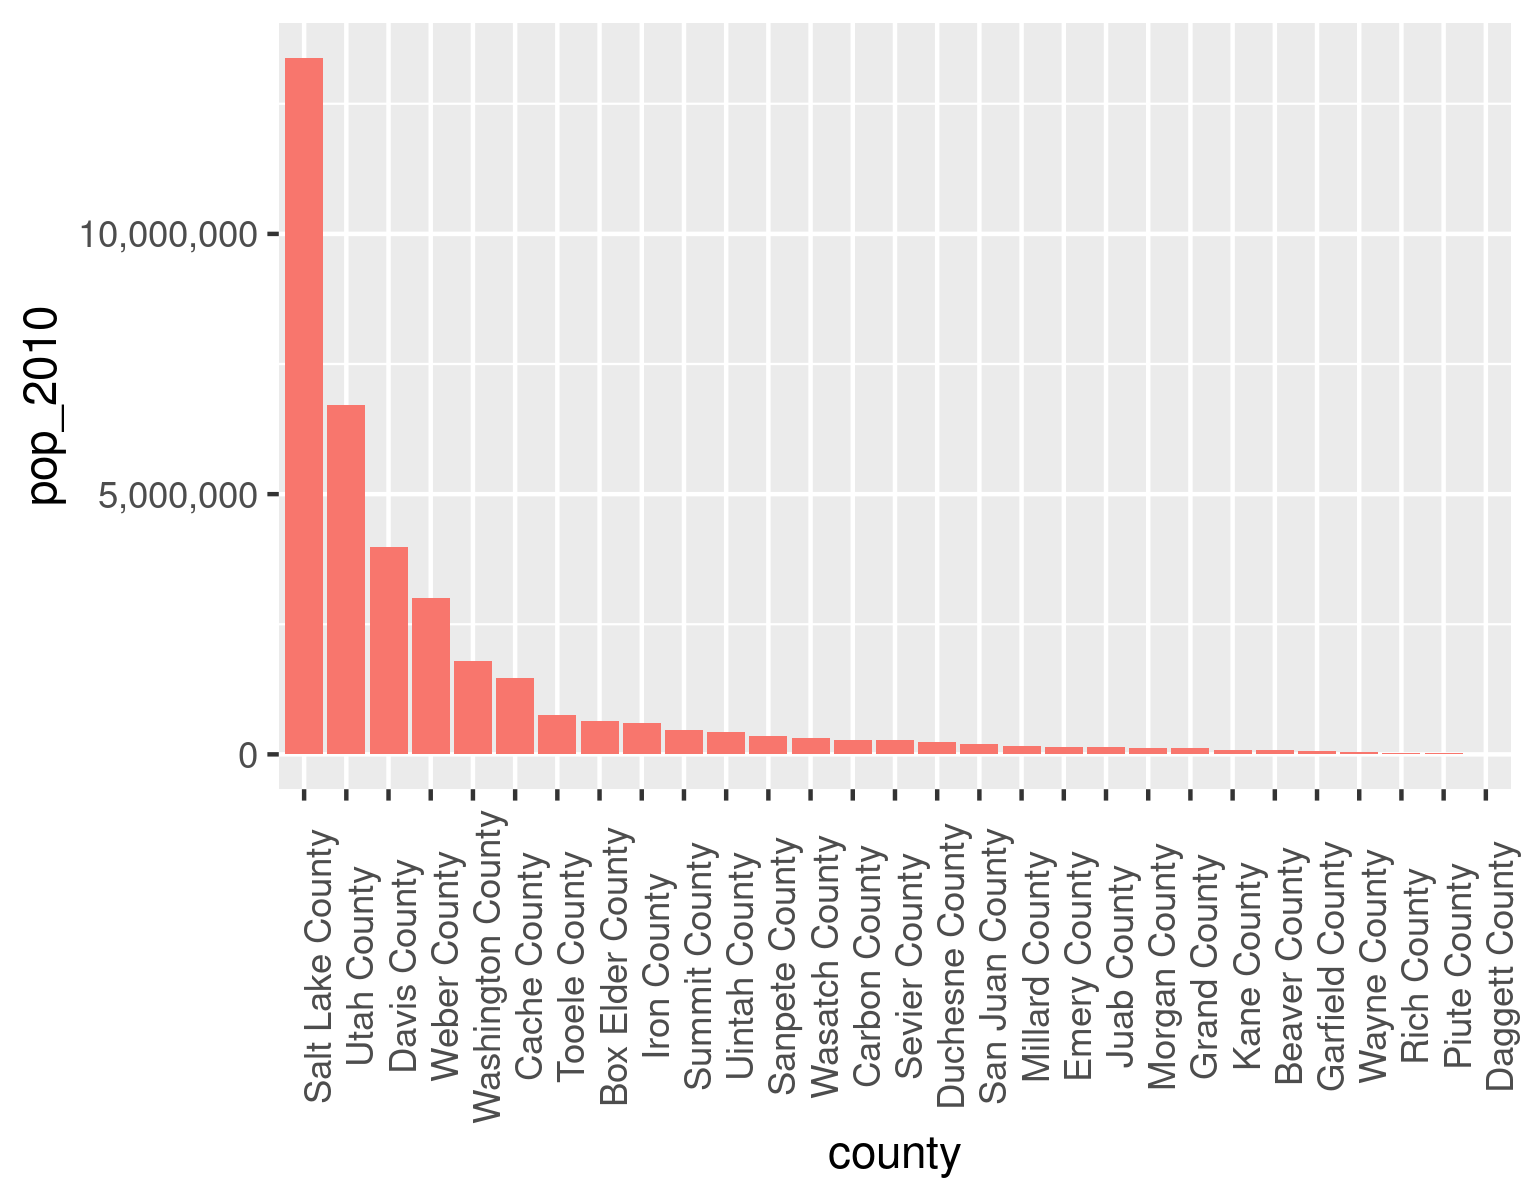 pop_2010
10,000,000
5,000,000
0
Salt Lake County
Utah County
Davis County
Weber County
Washington County
Cache County
Tooele County
Box Elder County
Iron County
Summit County
Uintah County
Sanpete County
Wasatch County
Carbon County
Sevier County
Duchesne County
San Juan County
Millard County
Emery County
Juab County
Morgan County
Grand County
Kane County
Beaver County
Garfield County
Wayne County
Rich County
Piute County
Daggett County
county